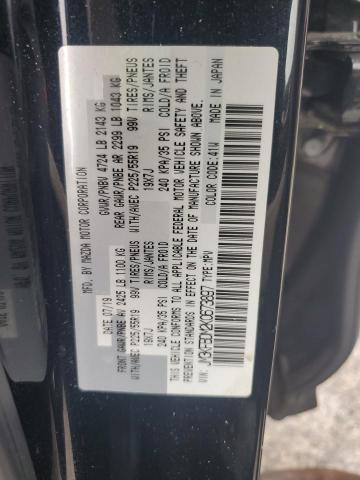 MFD. BY MAZDA MOTOR CORPORATION
DATE: 07/19 GVWR/PNBV 4724 LB 2143 KG
FRONT GAWR/PNBE AV 2425 LB 1100 KG REAR GAWR/PNBE AR 2299 LB 1043 KG
WITH/AVEC P225/55R19 99V TIRES/PNEUS WITH/AVEC P225/55R19 99V TIRES/PNEUS
19X7J RIMS/JANTES 19X7J RIMS/JANTES
240 KPA/35 PSI COLD/A FROID 240 KPA/35 PSI COLD/A FROID
THIS VEHICLE CONFORMS TO ALL APPLICABLE FEDERAL MOTOR VEHICLE SAFETY AND THEFT
PREVENTION STANDARDS IN EFFECT ON THE DATE OF MANUFACTURE SHOWN ABOVE.
VIN: JM3KFBDM2K0573897 TYPE:MPV COLOR CODE:41W MADE IN JAPAN